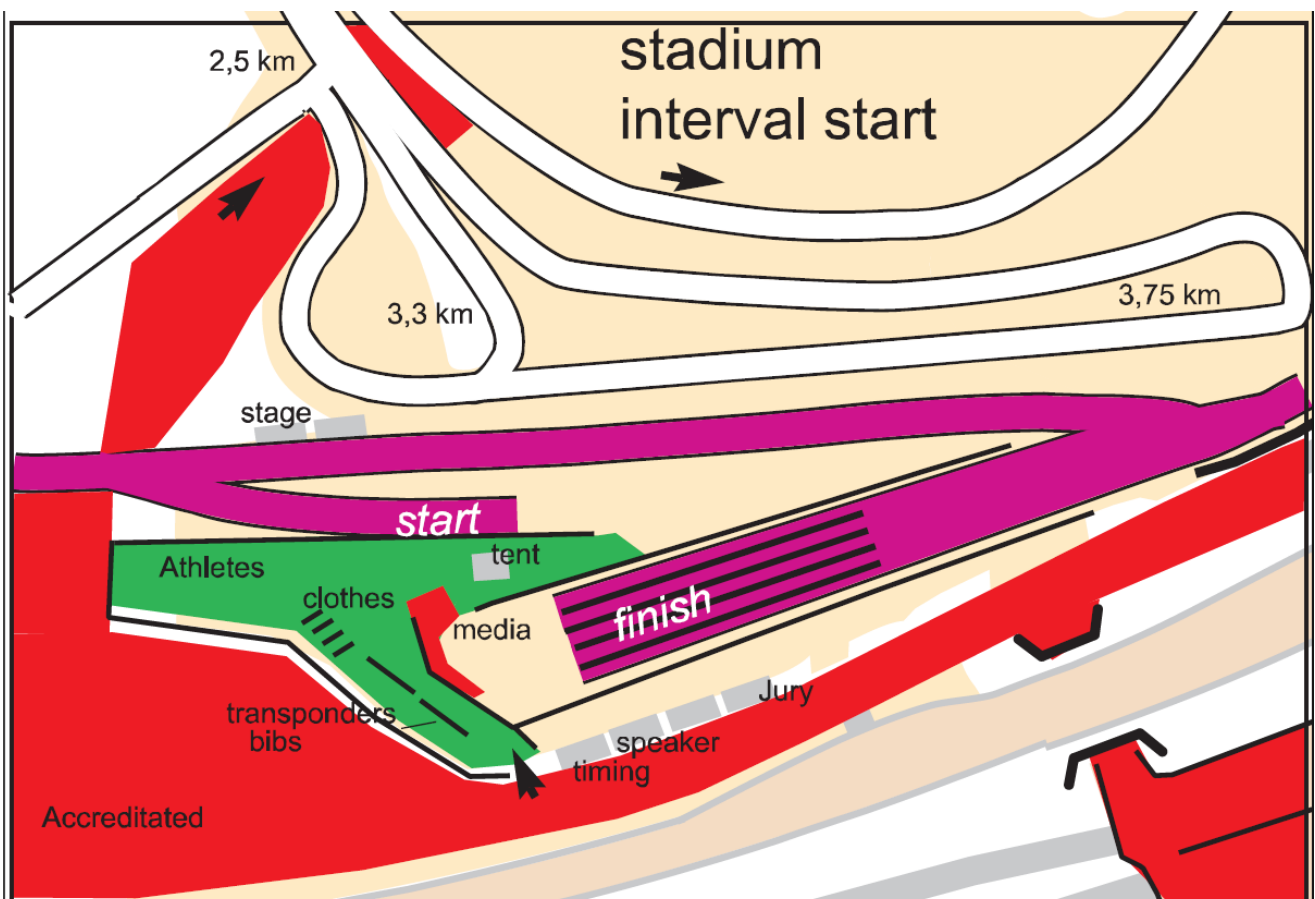 stadium
interval start
2,5 km
3,3 km
3,75 km
stage
start
tent
Athletes
clothes
media
finish
Jury
transponders
bibs
speaker
timing
Accreditated